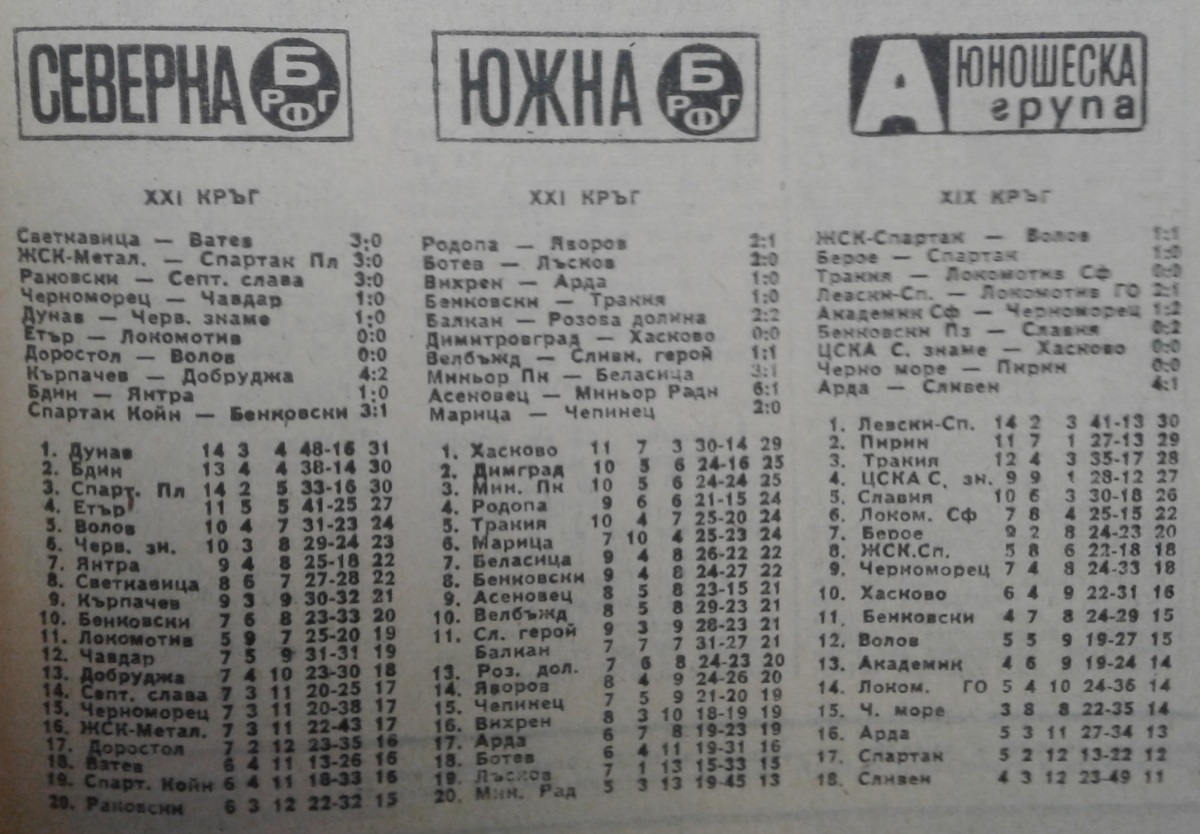 СЕВЕРНА Б РФГ
XXI КРЪГ
Светкавица — Ватев 3:0
ЖСК-Метал. — Спартак Пл 3:0
Раковски — Септ. слава 3:0
Черноморец — Чавдар 1:0
Дунав — Черв. знаме 1:0
Етър — Локомотив 0:0
Доростол — Волов 0:0
Кърпачев — Добруджа 4:2
Бдин — Янтра 1:0
Спартак Койн — Бенковски 3:1
1. Дунав 14 3 4 48-16 31
2. Бдин 13 4 4 38-14 30
3. Спарт. Пл 14 2 5 33-16 30
4. Етър 11 5 5 41-25 27
5. Волов 10 4 7 31-23 24
6. Черв. зн. 10 3 8 29-24 23
7. Янтра 9 4 8 25-18 22
8. Светкавица 8 6 7 27-28 22
9. Кърпачев 9 3 9 30-32 21
10. Бенковски 7 6 8 23-33 20
11. Локомотив 5 9 7 25-20 19
12. Чавдар 7 5 9 31-31 19
13. Добруджа 7 4 10 23-30 18
14. Септ. слава 7 3 11 20-25 17
15. Черноморец 7 3 11 20-38 17
16. ЖСК-Метал. 7 3 11 22-43 17
17. Доростол 7 2 12 23-35 16
18. Ватев 6 4 11 13-26 16
19. Спарт. Койн 6 4 11 18-33 16
20. Раковски 6 3 12 22-32 15
ЮЖНА Б РФГ
XXI КРЪГ
Родопа — Яворов 2:1
Ботев — Лъсков 2:0
Вихрен — Арда 1:0
Бенковски — Тракия 1:0
Балкан — Розова долина 2:2
Димитровград — Хасково 0:0
Велбъжд — Сливн. герой 1:1
Миньор Пк — Беласица 3:1
Асеновец — Миньор Радн 6:1
Марица — Чепинец 2:0
1. Хасково 11 7 3 30-14 29
2. Димград 10 5 6 24-16 25
3. Мин. Пк 10 5 6 24-24 25
4. Родопа 9 6 6 21-15 24
5. Тракия 10 4 7 25-20 24
6. Марица 7 10 4 25-23 24
7. Беласица 9 4 8 26-22 22
8. Бенковски 9 4 8 24-27 22
9. Асеновец 8 5 8 23-15 21
10. Велбъжд 8 5 8 29-23 21
11. Сл. герой 9 3 9 28-23 21
Балкан 7 7 7 31-27 21
13. Роз. дол. 7 6 8 24-23 20
14. Яворов 8 4 9 24-26 20
15. Чепинец 7 5 9 21-20 19
16. Вихрен 8 3 10 18-19 19
17. Арда 6 7 8 19-23 19
18. Ботев 6 4 11 19-31 16
19. Лъсков 7 1 13 15-33 15
20. Мин. Рад 5 3 13 19-45 13
А ЮНОШЕСКА
група
XIX КРЪГ
ЖСК-Спартак — Волов 1:1
Берое — Спартак 1:0
Тракия — Локомотив Сф 0:0
Левски-Сп. — Локомотив ГО 2:1
Академик Сф — Черноморец 1:2
Бенковски Пз — Славия 0:2
ЦСКА С. знаме — Хасково 0:0
Черно море — Пирин 0:0
Арда — Сливен 4:1
1. Левски-Сп. 14 2 3 41-13 30
2. Пирин 11 7 1 27-13 29
3. Тракия 12 4 3 35-17 28
4. ЦСКА С, зн. 9 9 1 28-12 27
5. Славия 10 6 3 30-18 26
6. Локом. Сф 7 8 4 25-15 22
7. Берое 9 2 8 24-23 20
8. ЖСК.Сп. 5 8 6 22-18 18
9. Черноморец 7 4 8 24-33 18
10. Хасково 6 4 9 22-31 16
11. Бенковски 4 7 8 24-29 15
12. Волов 5 5 9 19-27 15
13. Академик 4 6 9 19-24 14
14. Локом. ГО 5 4 10 24-36 14
15. Ч. море 3 8 8 22-35 14
16. Арда 5 3 11 27-34 13
17. Спартак 5 2 12 13-22 12
18. Сливен 4 3 12 23-49 11